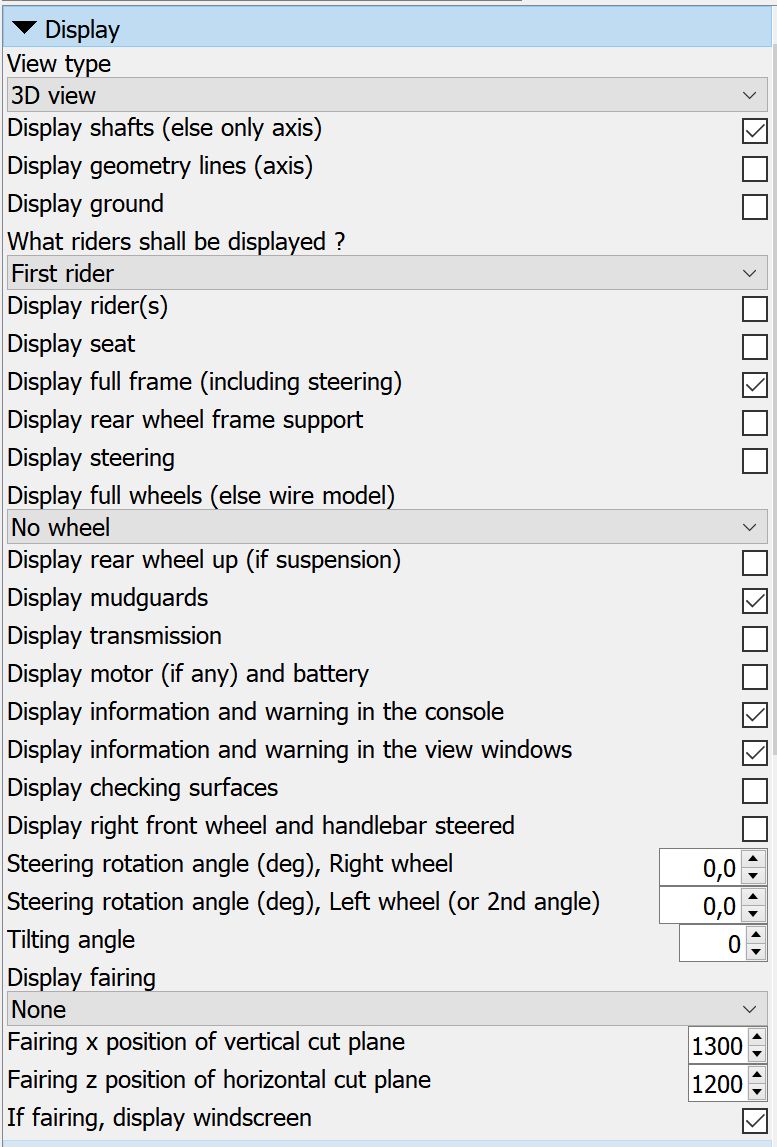 Display
View type
3D view
Display shafts (else only axis)
Display geometry lines (axis)
Display ground
What riders shall be displayed ?
First rider
Display rider(s)
Display seat
Display full frame (including steering)
Display rear wheel frame support
Display steering
Display full wheels (else wire model)
No wheel
Display rear wheel up (if suspension)
Display mudguards
Display transmission
Display motor (if any) and battery
Display information and warning in the console
Display information and warning in the view windows
Display checking surfaces
Display right front wheel and handlebar steered
Steering rotation angle (deg), Right wheel 0,0
Steering rotation angle (deg), Left wheel (or 2nd angle) 0,0
Tilting angle 0
Display fairing
None
Fairing x position of vertical cut plane 1300
Fairing z position of horizontal cut plane 1200
If fairing, display windscreen